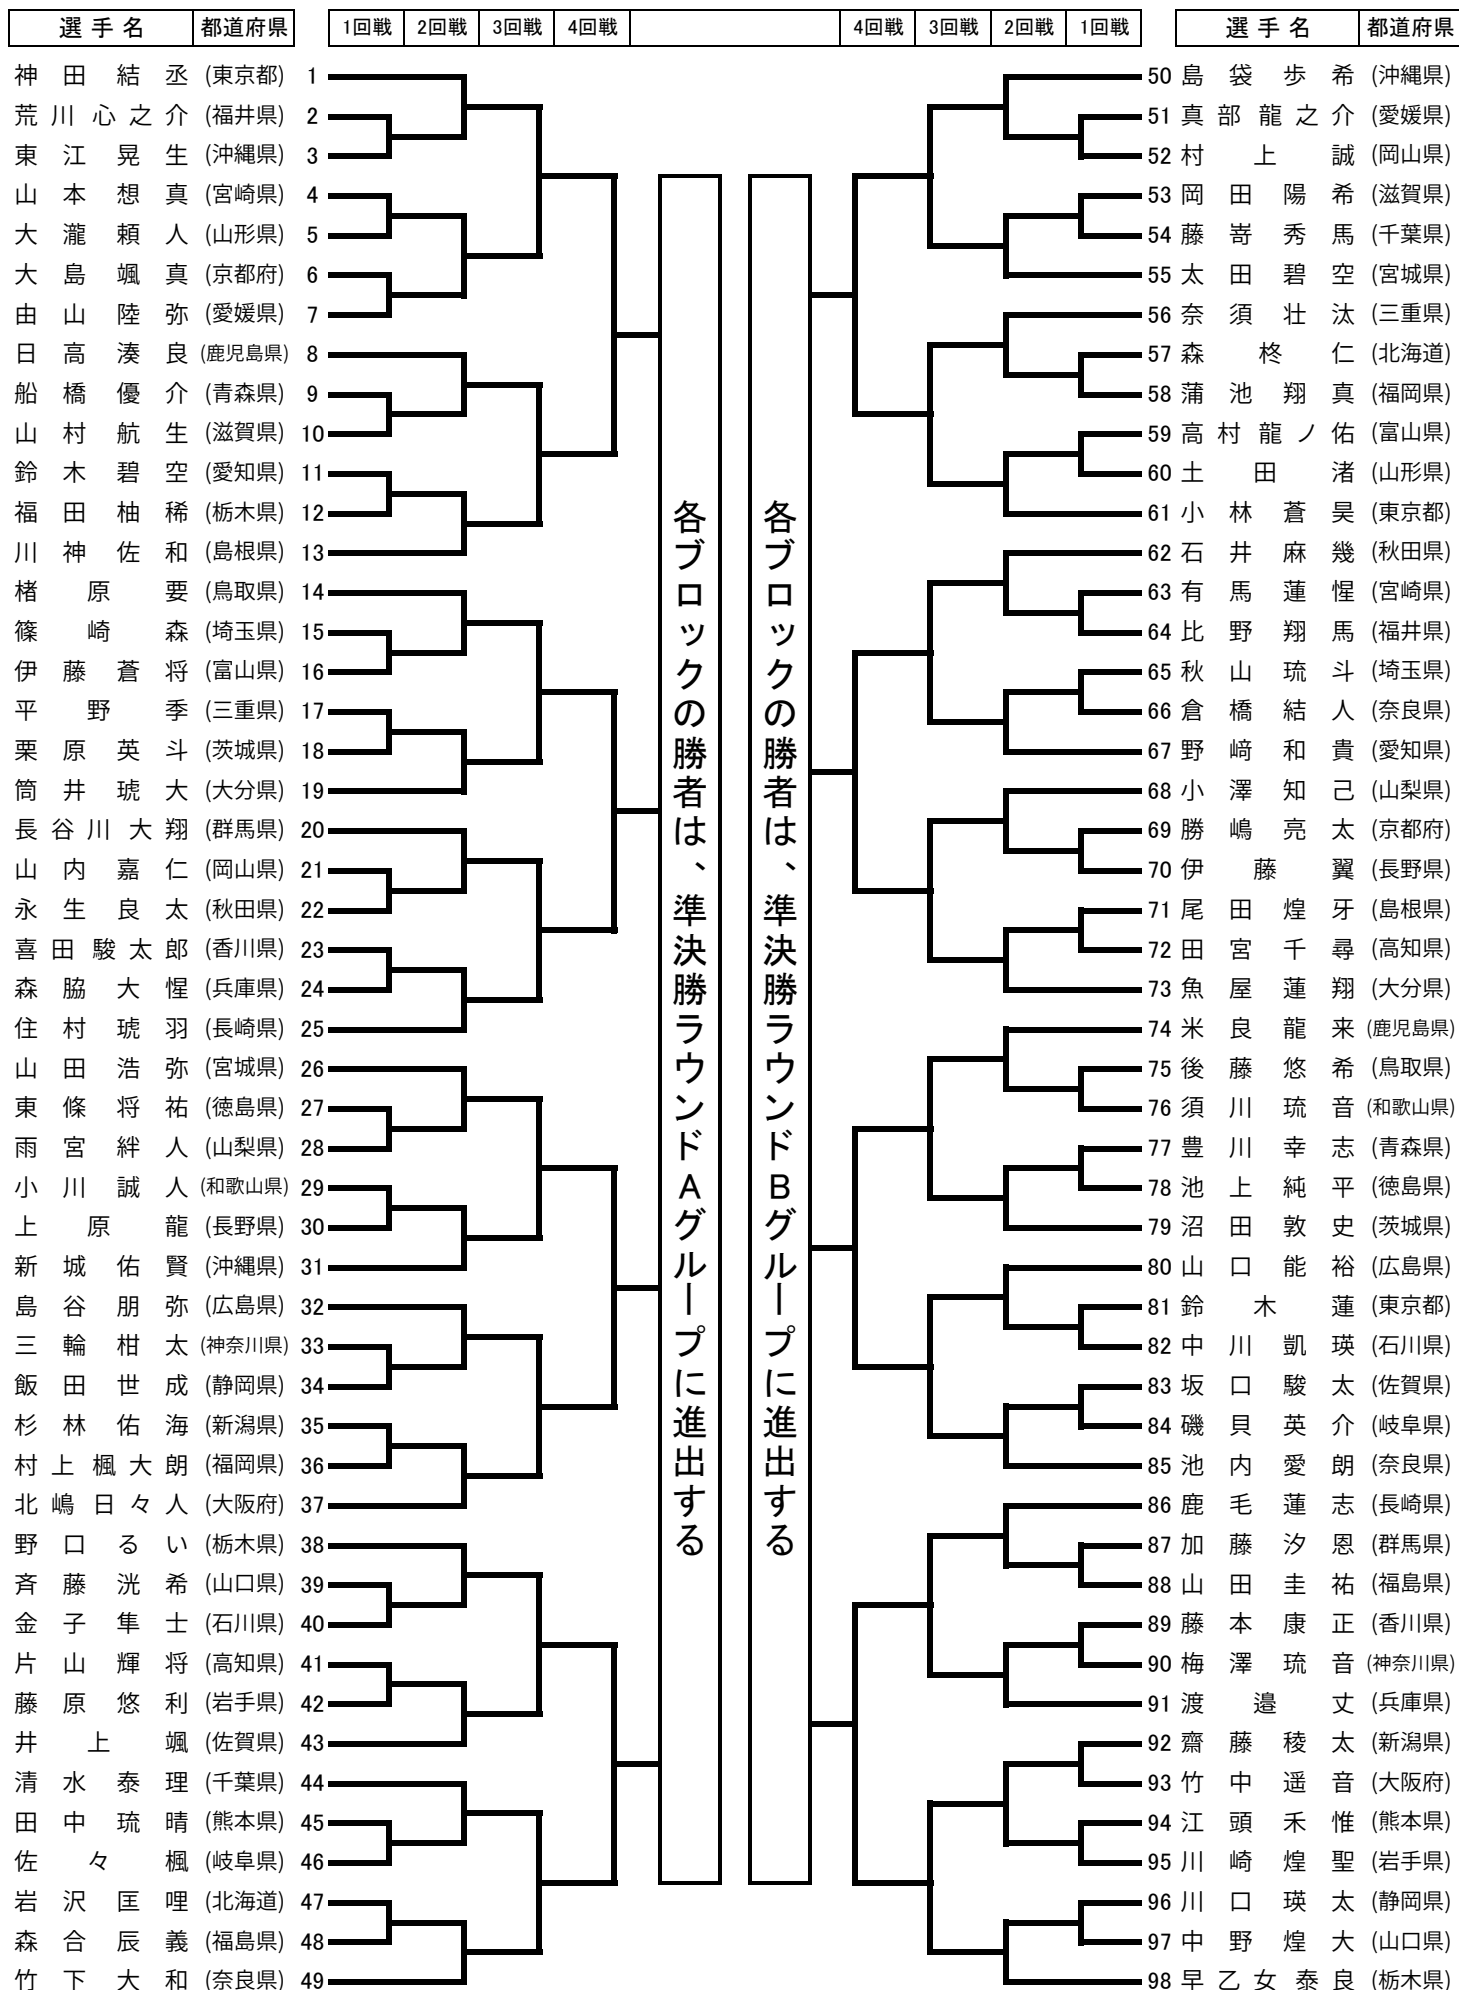 選手名 都道府県 1回戦 2回戦 3回戦 4回戦 4回戦 3回戦 2回戦 1回戦 選手名 都道府県
神田結丞 (東京都) 1
荒川心之介 (福井県) 2
東江晃生 (沖縄県) 3
山本想真 (宮崎県) 4
大瀧頼人 (山形県) 5
大島颯真 (京都府) 6
由山陸弥 (愛媛県) 7
日高湊良 (鹿児島県) 8
船橋優介 (青森県) 9
山村航生 (滋賀県) 10
鈴木碧空 (愛知県) 11
福田柚稀 (栃木県) 12
川神佐和 (島根県) 13
楮原要 (鳥取県) 14
篠崎森 (埼玉県) 15
伊藤蒼将 (富山県) 16
平野季 (三重県) 17
栗原英斗 (茨城県) 18
筒井琥大 (大分県) 19
長谷川大翔 (群馬県) 20
山内嘉仁 (岡山県) 21
永生良太 (秋田県) 22
喜田駿太郎 (香川県) 23
森脇大惺 (兵庫県) 24
住村琥羽 (長崎県) 25
山田浩弥 (宮城県) 26
東條将祐 (徳島県) 27
雨宮絆人 (山梨県) 28
小川誠人 (和歌山県) 29
上原龍 (長野県) 30
新城佑賢 (沖縄県) 31
島谷朋弥 (広島県) 32
三輪柑太 (神奈川県) 33
飯田世成 (静岡県) 34
杉林佑海 (新潟県) 35
村上楓大朗 (福岡県) 36
北嶋日々人 (大阪府) 37
野口るい (栃木県) 38
斉藤洸希 (山口県) 39
金子隼士 (石川県) 40
片山輝将 (高知県) 41
藤原悠利 (岩手県) 42
井上颯 (佐賀県) 43
清水泰理 (千葉県) 44
田中琉晴 (熊本県) 45
佐々楓 (岐阜県) 46
岩沢匡哩 (北海道) 47
森合辰義 (福島県) 48
竹下大和 (奈良県) 49
各ブロックの勝者は、準決勝ラウンドAグループに進出する
各ブロックの勝者は、準決勝ラウンドBグループに進出する
50 島袋歩希 (沖縄県)
51 真部龍之介 (愛媛県)
52 村上誠 (岡山県)
53 岡田陽希 (滋賀県)
54 藤嵜秀馬 (千葉県)
55 太田碧空 (宮城県)
56 奈須壮汰 (三重県)
57 森柊仁 (北海道)
58 蒲池翔真 (福岡県)
59 高村龍ノ佑 (富山県)
60 土田渚 (山形県)
61 小林蒼昊 (東京都)
62 石井麻幾 (秋田県)
63 有馬蓮惺 (宮崎県)
64 比野翔馬 (福井県)
65 秋山琉斗 (埼玉県)
66 倉橋結人 (奈良県)
67 野﨑和貴 (愛知県)
68 小澤知己 (山梨県)
69 勝嶋亮太 (京都府)
70 伊藤翼 (長野県)
71 尾田煌牙 (島根県)
72 田宮千尋 (高知県)
73 魚屋蓮翔 (大分県)
74 米良龍来 (鹿児島県)
75 後藤悠希 (鳥取県)
76 須川琉音 (和歌山県)
77 豊川幸志 (青森県)
78 池上純平 (徳島県)
79 沼田敦史 (茨城県)
80 山口能裕 (広島県)
81 鈴木蓮 (東京都)
82 中川凱瑛 (石川県)
83 坂口駿太 (佐賀県)
84 磯貝英介 (岐阜県)
85 池内愛朗 (奈良県)
86 鹿毛蓮志 (長崎県)
87 加藤汐恩 (群馬県)
88 山田圭祐 (福島県)
89 藤本康正 (香川県)
90 梅澤琉音 (神奈川県)
91 渡邉丈 (兵庫県)
92 齋藤稜太 (新潟県)
93 竹中遥音 (大阪府)
94 江頭禾惟 (熊本県)
95 川崎煌聖 (岩手県)
96 川口瑛太 (静岡県)
97 中野煌大 (山口県)
98 早乙女泰良 (栃木県)